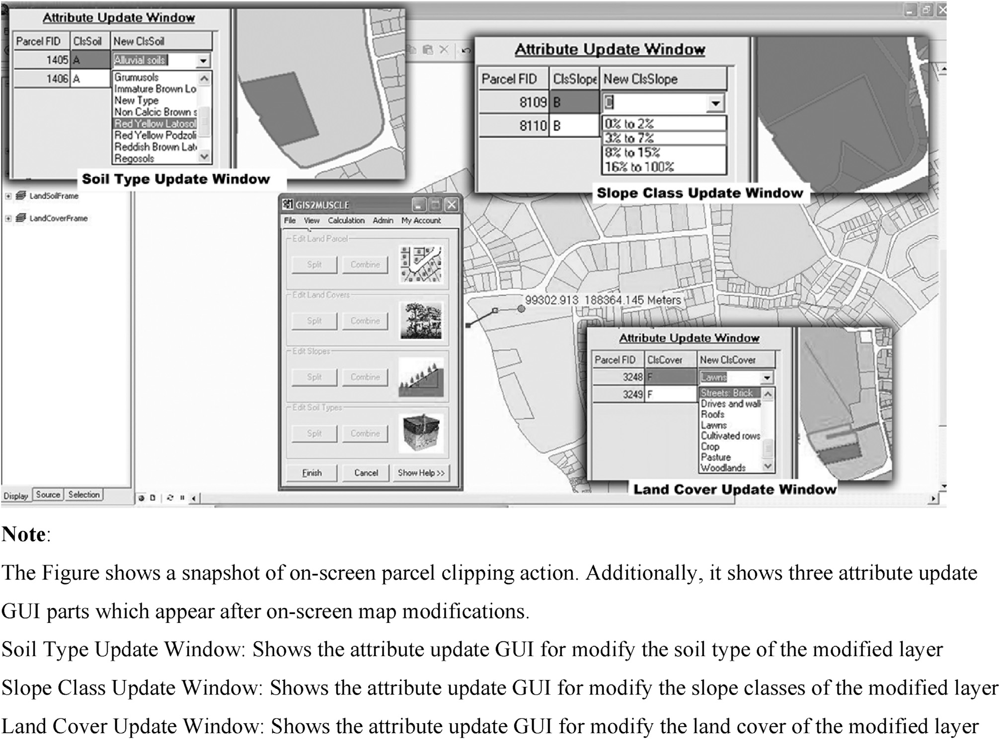 Attribute Update Window
Parcel FID ClsSoil New ClsSoil
1405 A Alluvial soils
1406 A
Grumusols
Immature Brown Lo
New Type
Non Calcic Brown s
Red Yellow Latosol
Red Yellow Podzoli
Reddish Brown Lat
Regosols
Soil Type Update Window
Attribute Update Window
Parcel FID ClsSlope New ClsSlope
8109 B
8110 B
0% to 2%
3% to 7%
8% to 15%
16% to 100%
Slope Class Update Window
LandSoilFrame
LandCoverFrame
GIS2MUSCLE
File View Calculation Admin My Account
Edit Land Parcel
Split Combine
Edit Land Covers
Split Combine
Edit Slopes
Split Combine
Edit Soil Types
Split Combine
Finish Cancel Show Help >>
99302.913 188364.145 Meters
Attribute Update Window
Parcel FID ClsCover New ClsCover
3248 F Lawns
3249 F
Streets: Brick
Drives and walk
Roofs
Lawns
Cultivated rows
Crop
Pasture
Woodlands
Land Cover Update Window
Display Source Selection
Note:
The Figure shows a snapshot of on-screen parcel clipping action. Additionally, it shows three attribute update
GUI parts which appear after on-screen map modifications.
Soil Type Update Window: Shows the attribute update GUI for modify the soil type of the modified layer
Slope Class Update Window: Shows the attribute update GUI for modify the slope classes of the modified layer
Land Cover Update Window: Shows the attribute update GUI for modify the land cover of the modified layer